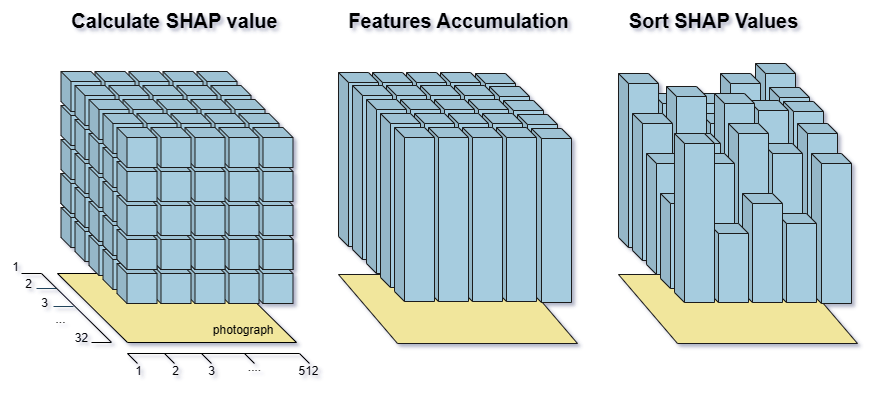 Calculate SHAP value
Features Accumulation
Sort SHAP Values
1
2
3
...
32
photograph
1
2
3
....
512